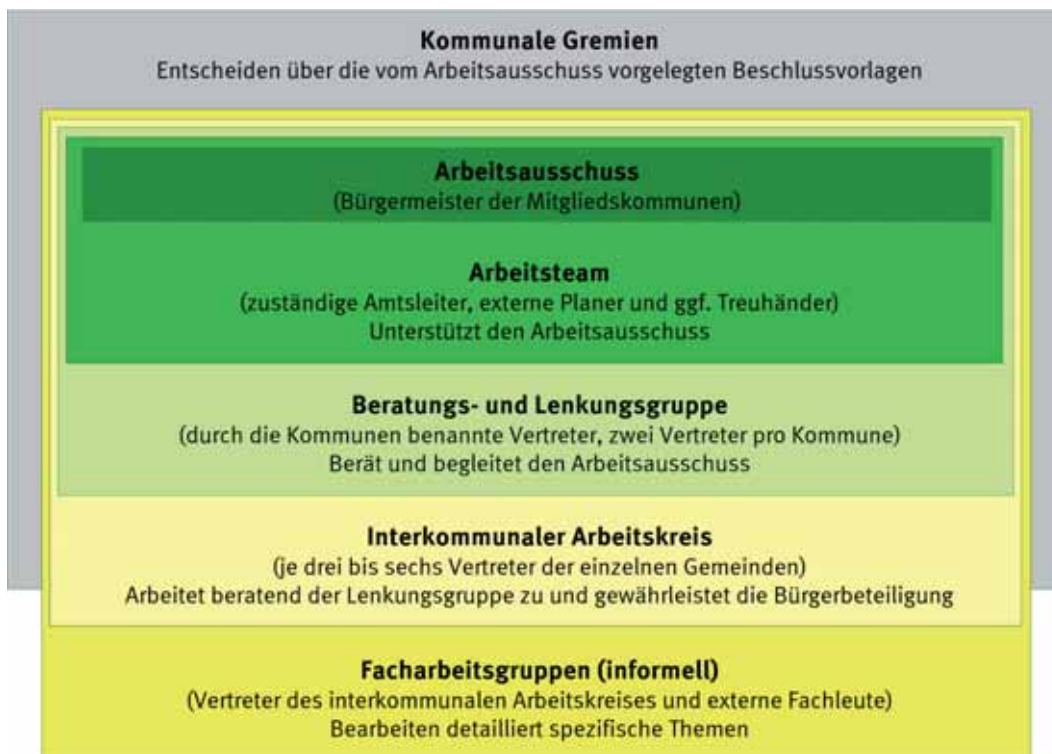 Kommunale Gremien
Entscheiden über die vom Arbeitsausschuss vorgelegten Beschlussvorlagen
Arbeitsausschuss
(Bürgermeister der Mitgliedskommunen)
Arbeitsteam
(zuständige Amtsleiter, externe Planer und ggf. Treuhänder)
Unterstützt den Arbeitsausschuss
Beratungs- und Lenkungsgruppe
(durch die Kommunen benannte Vertreter, zwei Vertreter pro Kommune)
Berät und begleitet den Arbeitsausschuss
Interkommunaler Arbeitskreis
(je drei bis sechs Vertreter der einzelnen Gemeinden)
Arbeitet beratend der Lenkungsgruppe zu und gewährleistet die Bürgerbeteiligung
Facharbeitsgruppen (informell)
(Vertreter des interkommunalen Arbeitskreises und externe Fachleute)
Bearbeiten detailliert spezifische Themen